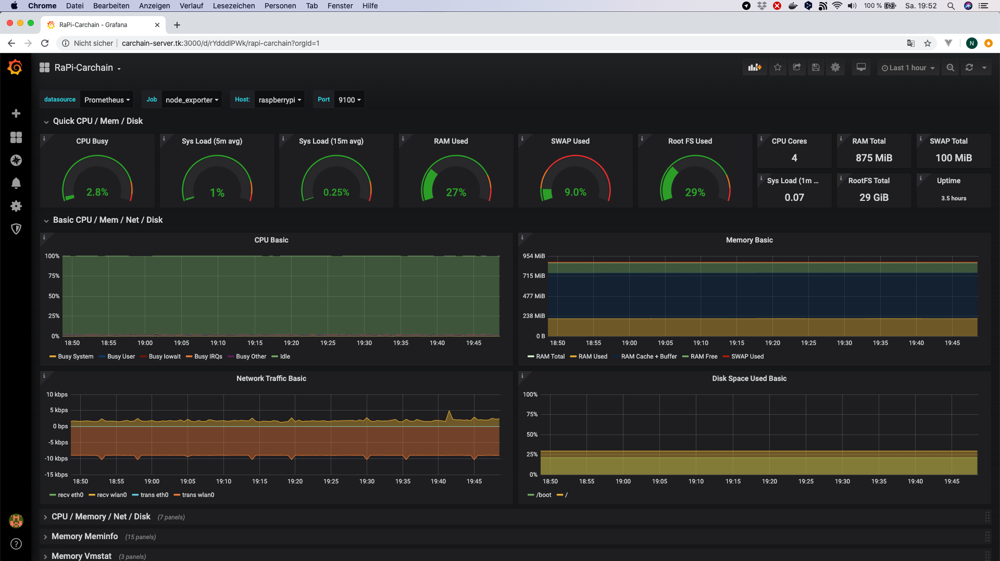 Chrome Datei Bearbeiten Anzeigen Verlauf Lesezeichen Personen Tab Fenster Hilfe 100 % Sa. 19:52
RaPi-Carchain - Grafana
Nicht sicher carchain-server.tk:3000/d/rYdddlPWk/rapi-carchain?orgId=1 N
RaPi-Carchain Last 1 hour
datasource Prometheus Job node_exporter Host: raspberrypi Port 9100
Quick CPU / Mem / Disk
CPU Busy Sys Load (5m avg) Sys Load (15m avg) RAM Used SWAP Used Root FS Used CPU Cores RAM Total SWAP Total
4 875 MiB 100 MiB
2.8% 1% 0.25% 27% 9.0% 29%
Sys Load (1m ... RootFS Total Uptime
0.07 29 GiB 3.5 hours
Basic CPU / Mem / Net / Disk
CPU Basic
100%
75%
50%
25%
0%
18:50 18:55 19:00 19:05 19:10 19:15 19:20 19:25 19:30 19:35 19:40 19:45
Busy System Busy User Busy Iowait Busy IRQs Busy Other Idle
Memory Basic
954 MiB
715 MiB
477 MiB
238 MiB
0 B
18:50 18:55 19:00 19:05 19:10 19:15 19:20 19:25 19:30 19:35 19:40 19:45
RAM Total RAM Used RAM Cache + Buffer RAM Free SWAP Used
Network Traffic Basic
10 kbps
5 kbps
0 bps
-5 kbps
-10 kbps
-15 kbps
18:50 18:55 19:00 19:05 19:10 19:15 19:20 19:25 19:30 19:35 19:40 19:45
recv eth0 recv wlan0 trans eth0 trans wlan0
Disk Space Used Basic
100%
75%
50%
25%
0%
18:50 18:55 19:00 19:05 19:10 19:15 19:20 19:25 19:30 19:35 19:40 19:45
/boot /
CPU / Memory / Net / Disk (7 panels)
Memory Meminfo (15 panels)
Memory Vmstat (3 panels)